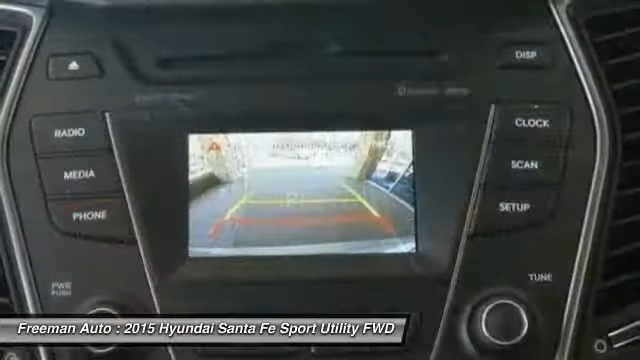 DISP
RADIO
CLOCK
MEDIA
SCAN
PHONE
SETUP
PWR
PUSH
TUNE
Freeman Auto : 2015 Hyundai Santa Fe Sport Utility FWD